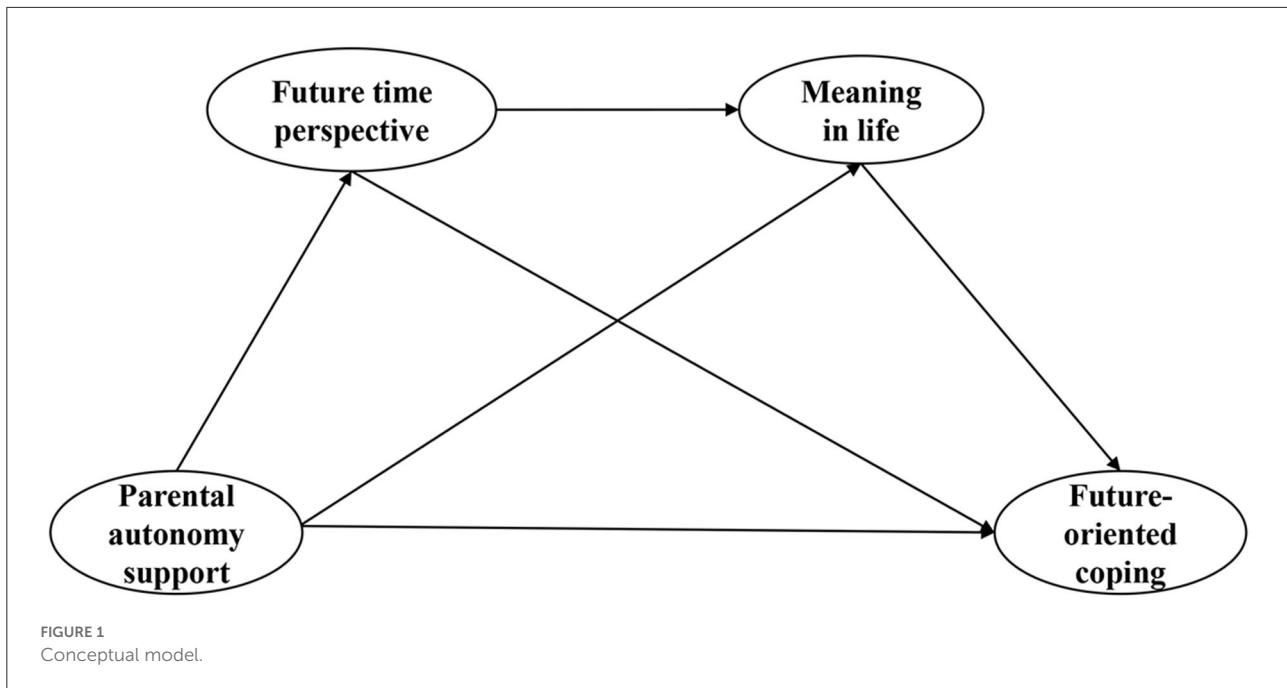 Future time
perspective
Meaning
in life
Parental
autonomy
support
Future-
oriented
coping
FIGURE 1
Conceptual model.